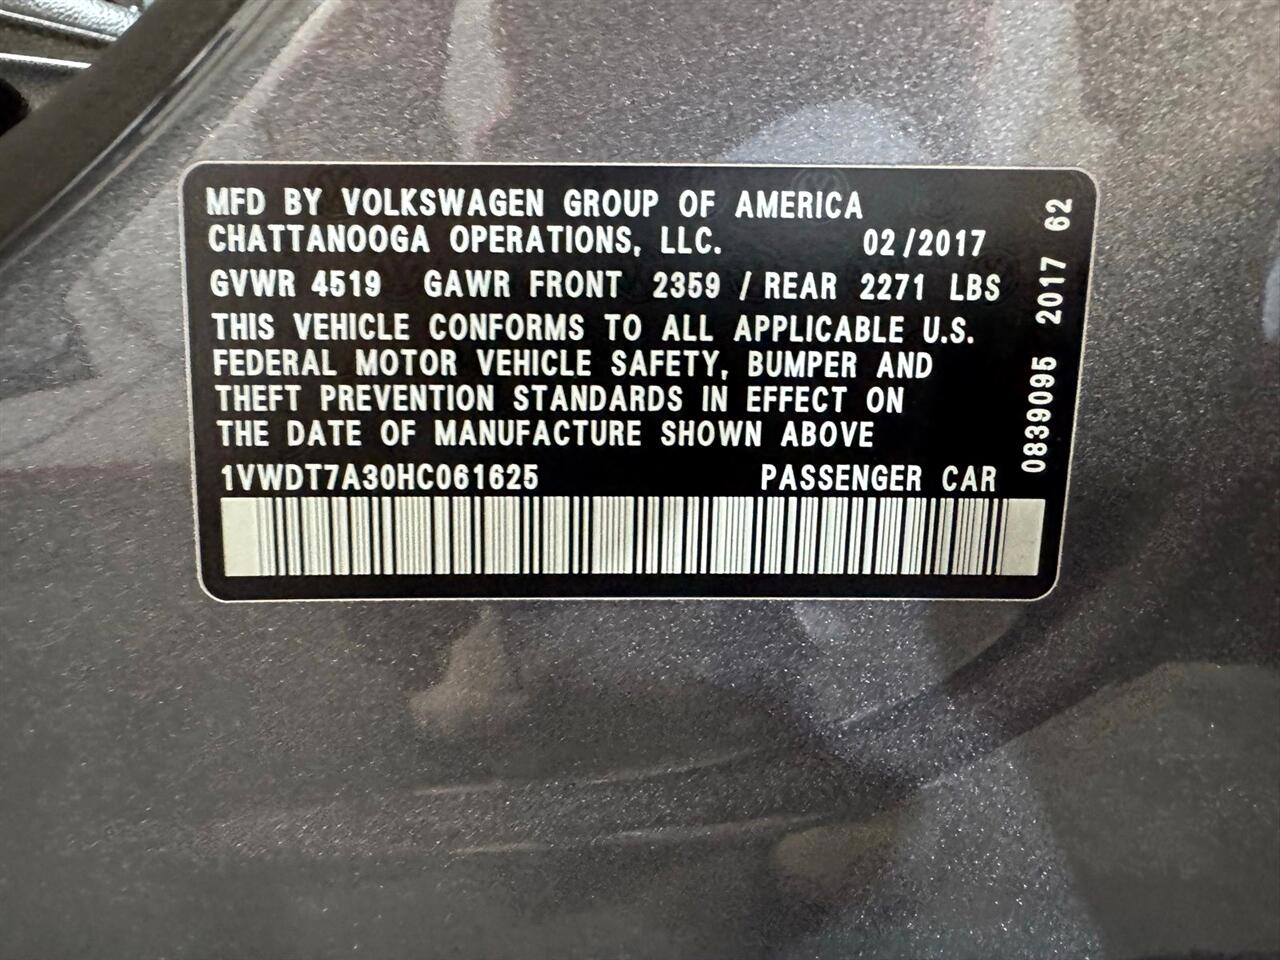 MFD BY VOLKSWAGEN GROUP OF AMERICA
CHATTANOOGA OPERATIONS, LLC. 02/2017
GVWR 4519 GAWR FRONT 2359 / REAR 2271 LBS
THIS VEHICLE CONFORMS TO ALL APPLICABLE U.S.
FEDERAL MOTOR VEHICLE SAFETY, BUMPER AND
THEFT PREVENTION STANDARDS IN EFFECT ON
THE DATE OF MANUFACTURE SHOWN ABOVE
1VWDT7A30HC061625 PASSENGER CAR
0839095 2017 62